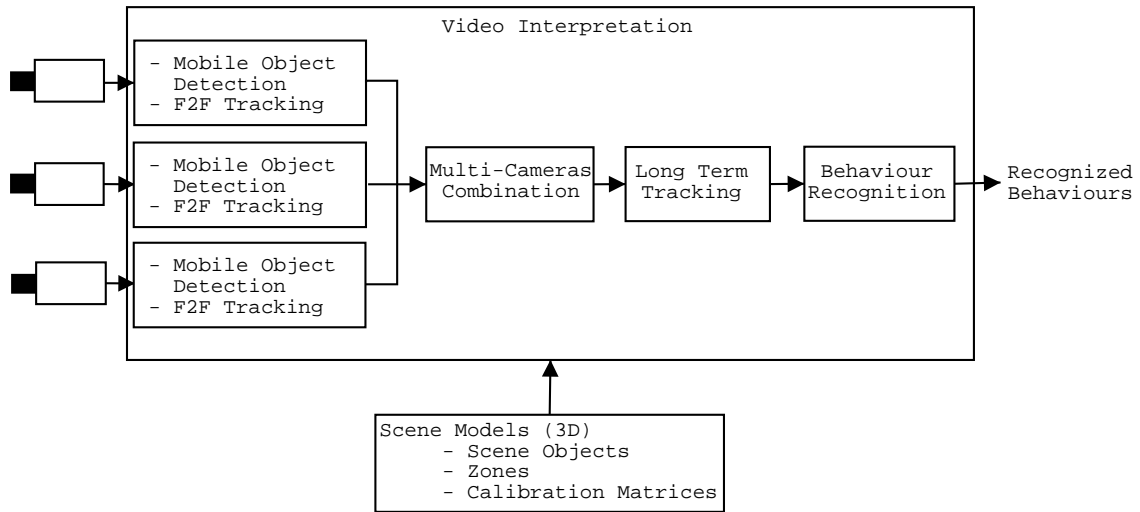 Video Interpretation
- Mobile Object
Detection
- F2F Tracking
- Mobile Object
Detection
- F2F Tracking
- Mobile Object
Detection
- F2F Tracking
Multi-Cameras
Combination
Long Term
Tracking
Behaviour
Recognition
Recognized
Behaviours
Scene Models (3D)
- Scene Objects
- Zones
- Calibration Matrices